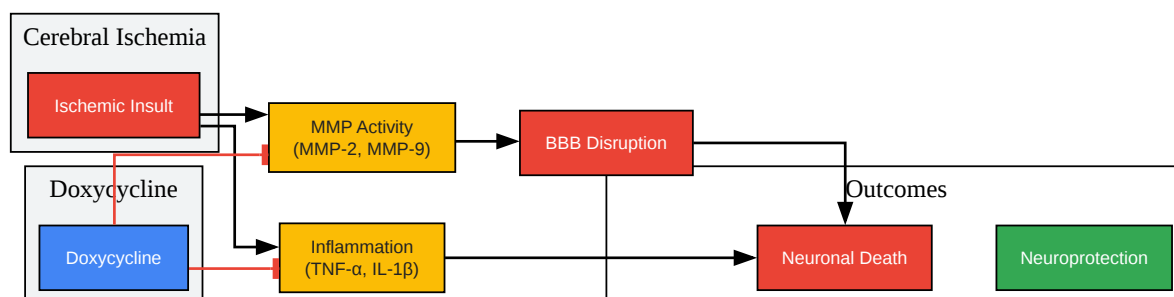 Cerebral Ischemia
Ischemic Insult
MMP Activity
(MMP-2, MMP-9)
BBB Disruption
Doxycycline
Outcomes
Doxycycline
Inflammation
(TNF-α, IL-1β)
Neuronal Death
Neuroprotection